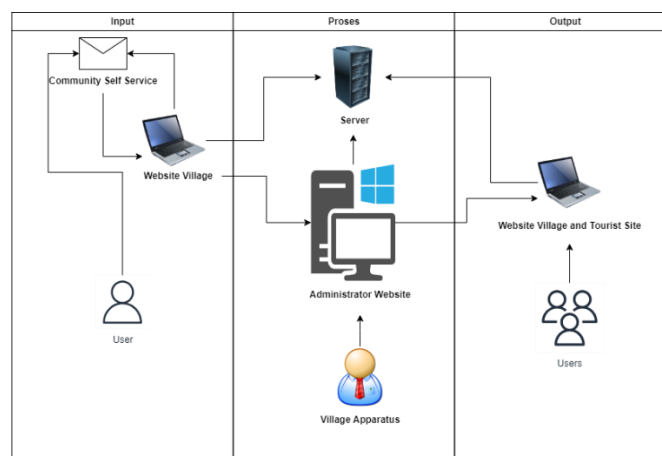 Input
Proses
Output
Community Self Service
Website Village
User
Server
Administrator Website
Village Apparatus
Website Village and Tourist Site
Users